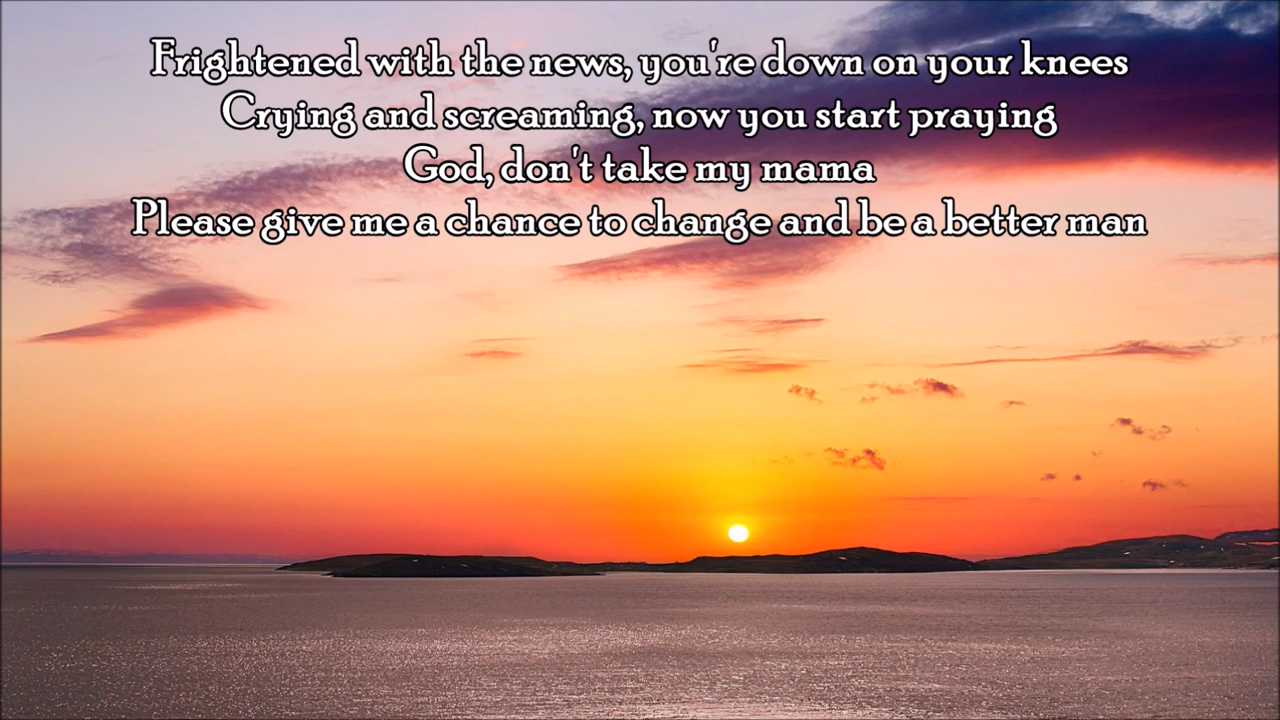 Frightened with the news, you're down on your knees
Crying and screaming, now you start praying
God, don't take my mama
Please give me a chance to change and be a better man